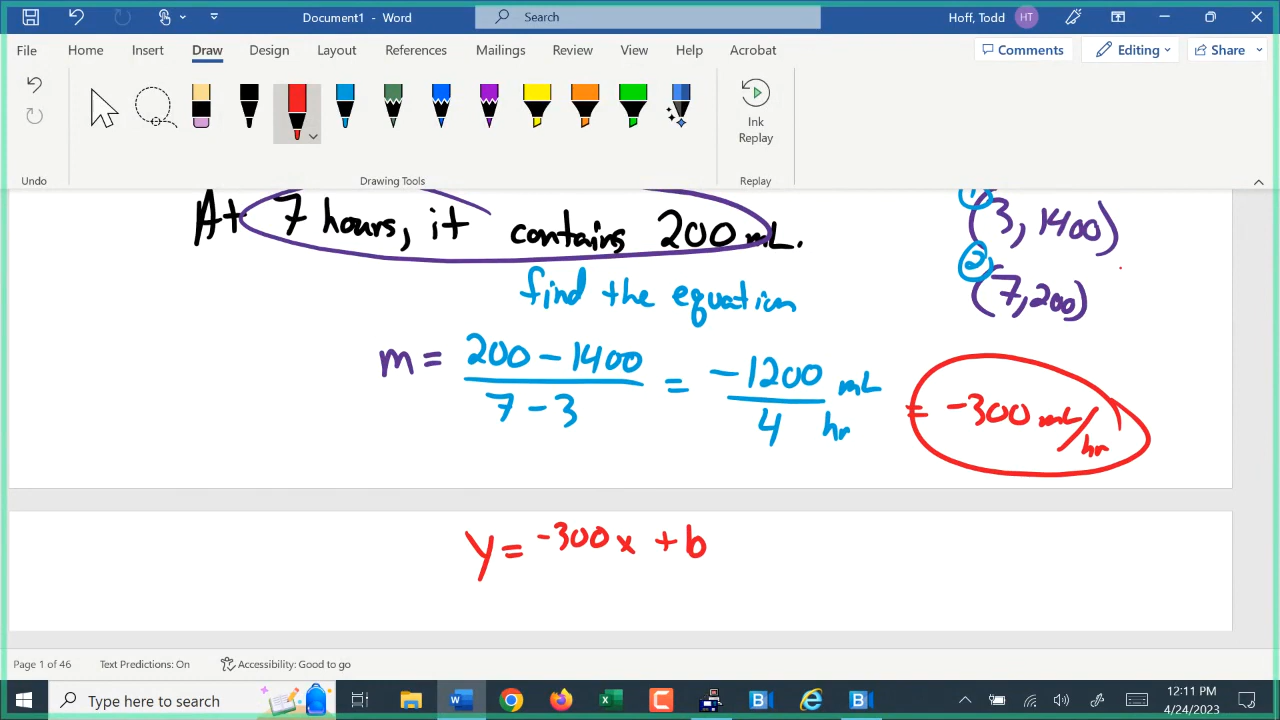 Document1 • Word
Search
Hoff, Todd
HT
File Home Insert Draw Design Layout References Mailings Review View Help Acrobat
Comments Editing Share
Ink Replay
Undo
Drawing Tools
Replay
At 7 hours, it contains 200 mL.
①
(3, 1400)
②
(7, 200)
find the equation
m = (200 - 1400)/(7 - 3) = -1200 mL/4 hr = -300 mL/hr
y = -300x + b
Page 1 of 46 Text Predictions: On Accessibility: Good to go
Type here to search
12:11 PM
4/24/2023